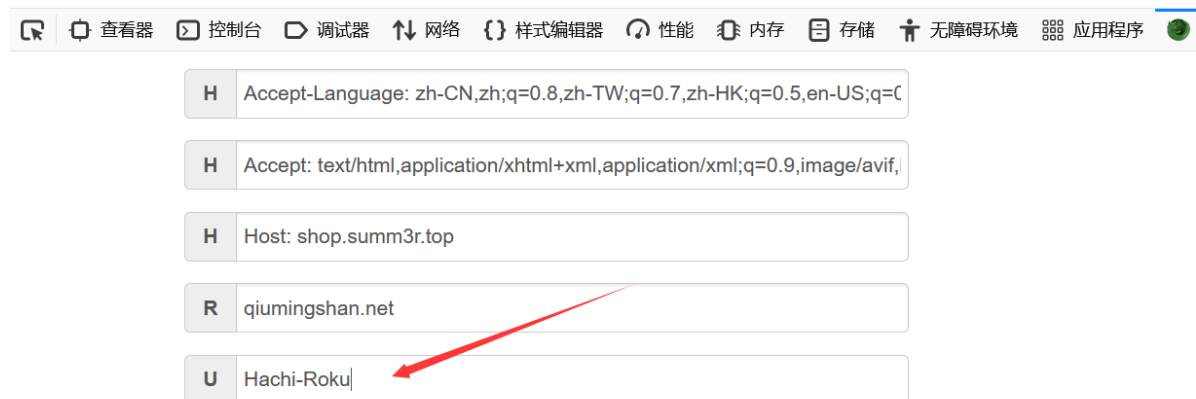 查看器 控制台 调试器 网络 样式编辑器 性能 内存 存储 无障碍环境 应用程序
H Accept-Language: zh-CN,zh;q=0.8,zh-TW;q=0.7,zh-HK;q=0.5,en-US;q=0
H Accept: text/html,application/xhtml+xml,application/xml;q=0.9,image/avif,i
H Host: shop.summ3r.top
R qiumingshan.net
U Hachi-Roku